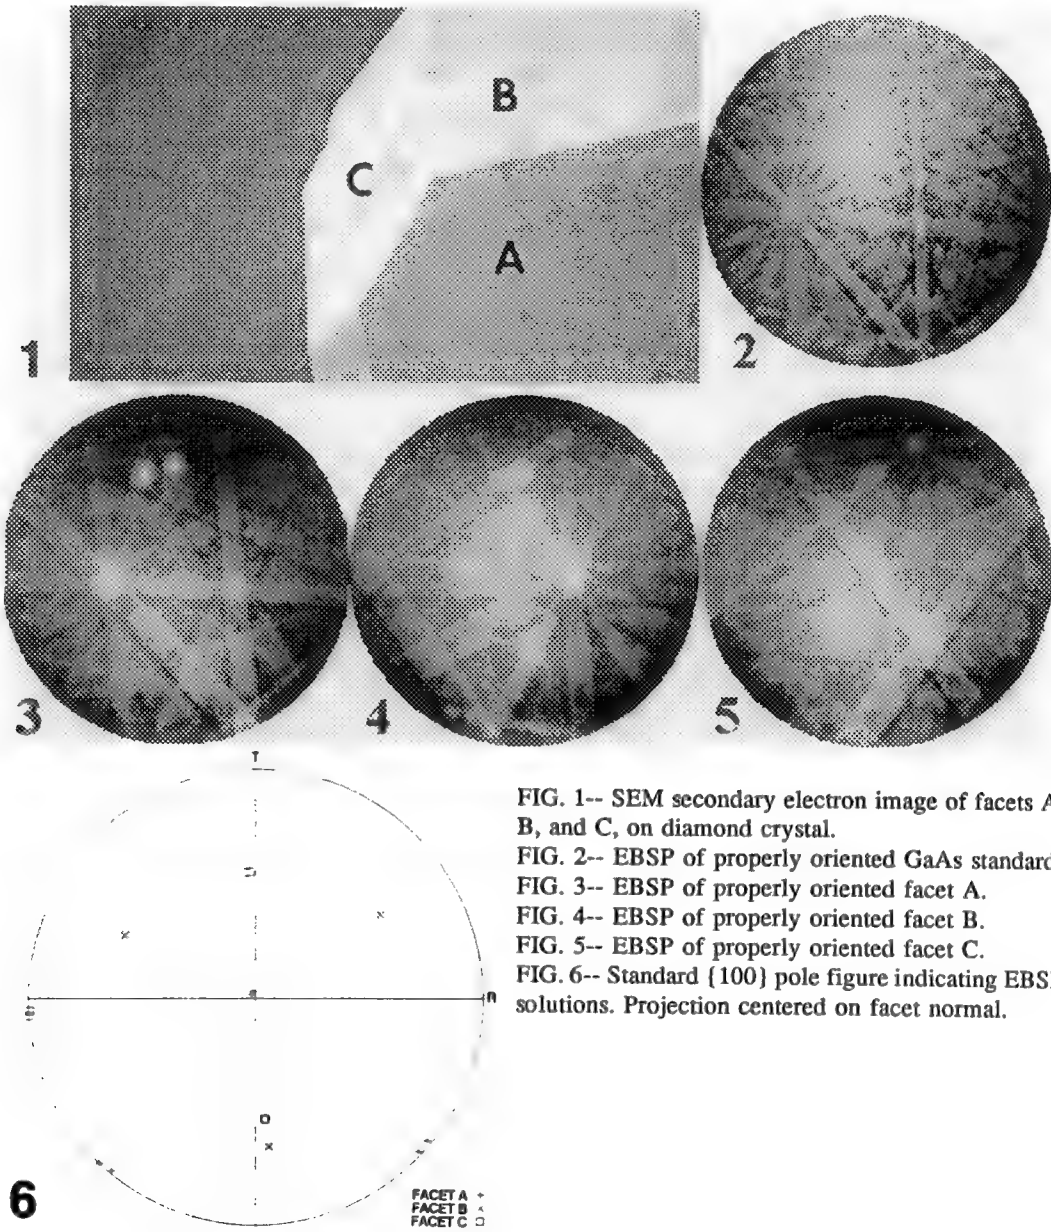 B
C
A
1
2
3
4
5
T
FIG. 1-- SEM secondary electron image of facets A
B, and C, on diamond crystal.
FIG. 2-- EBSP of properly oriented GaAs standard
FIG. 3-- EBSP of properly oriented facet A.
FIG. 4-- EBSP of properly oriented facet B.
FIG. 5-- EBSP of properly oriented facet C.
FIG. 6-- Standard {100} pole figure indicating EBS
solutions. Projection centered on facet normal.
6
FACET A +
FACET B ×
FACET C □